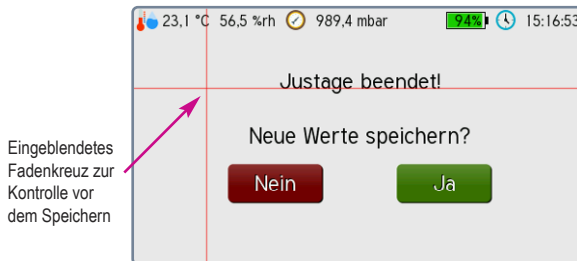 23,1 °C 56,5 %rh 989,4 mbar 94% 15:16:53
Justage beendet!
Neue Werte speichern?
Nein Ja
Eingeblendetes
Fadenkreuz zur
Kontrolle vor
dem Speichern